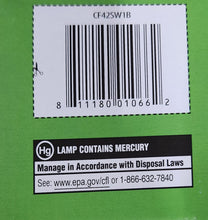 CF42SW1B
8 11180 01066 2
Hg LAMP CONTAINS MERCURY
Manage in Accordance with Disposal Laws
See: www.epa.gov/cfl or 1-866-632-7840